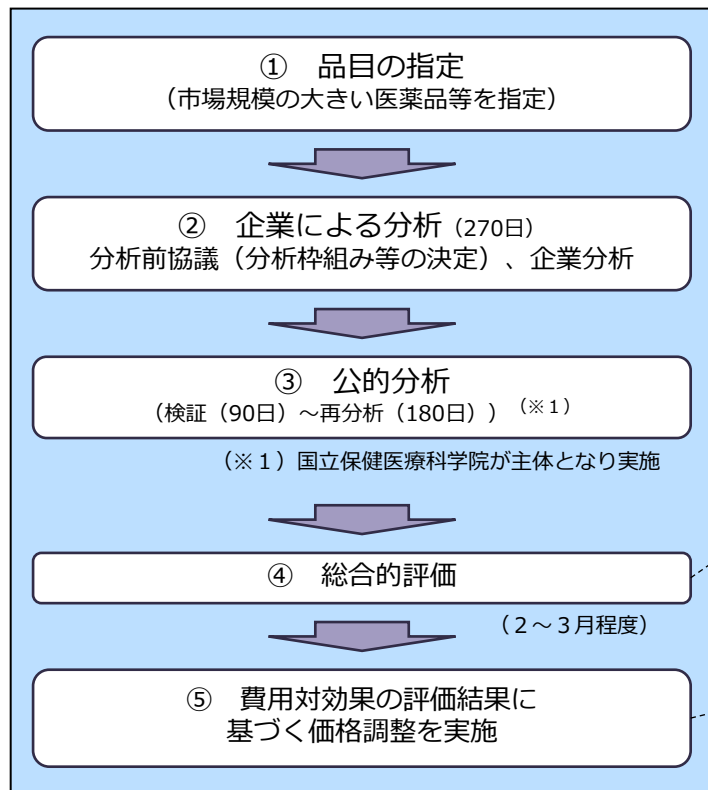 ① 品目の指定
（市場規模の大きい医薬品等を指定）
② 企業による分析（270日）
分析前協議（分析枠組み等の決定）、企業分析
③ 公的分析
（検証（90日）～再分析（180日））（※１）
（※１）国立保健医療科学院が主体となり実施
④ 総合的評価
（２～３月程度）
⑤ 費用対効果の評価結果に
基づく価格調整を実施